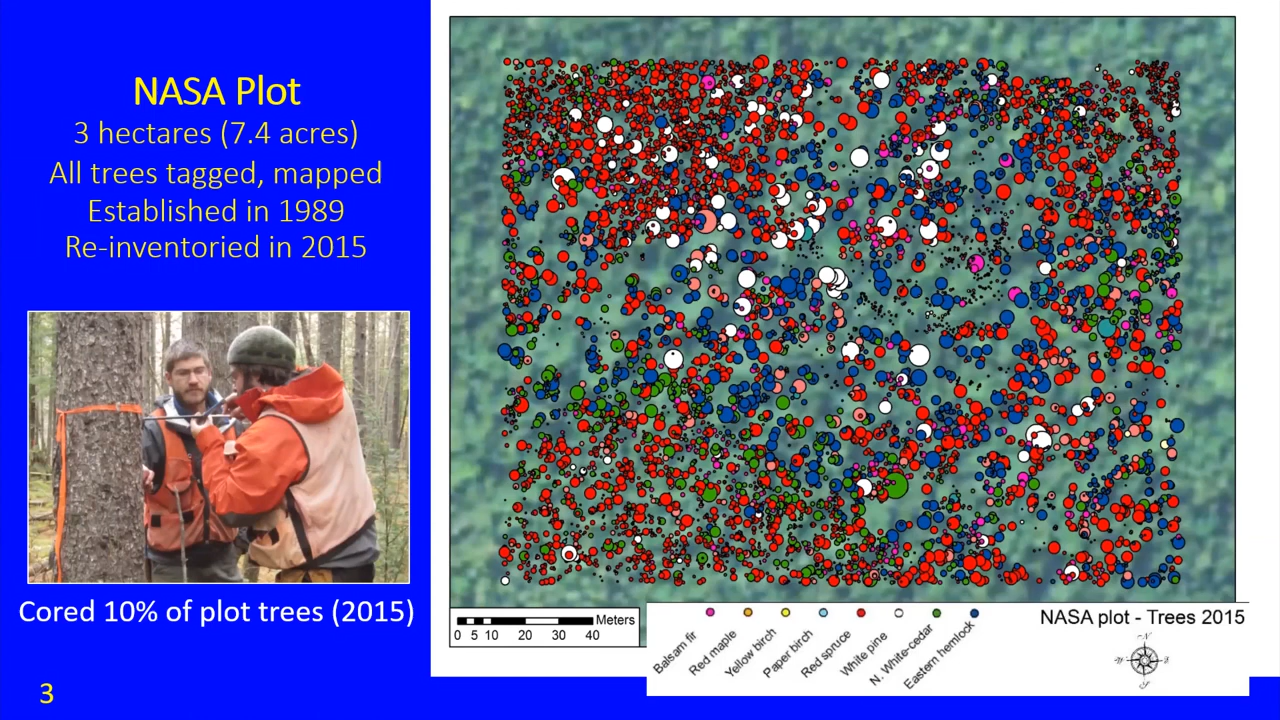 NASA Plot
3 hectares (7.4 acres)
All trees tagged, mapped
Established in 1989
Re-inventoried in 2015
Cored 10% of plot trees (2015)
3
Meters
0 5 10 20 30 40
Balsam fir
Red maple
Yellow birch
Paper birch
Red spruce
White pine
N. White-cedar
Eastern hemlock
NASA plot - Trees 2015
N
W
E